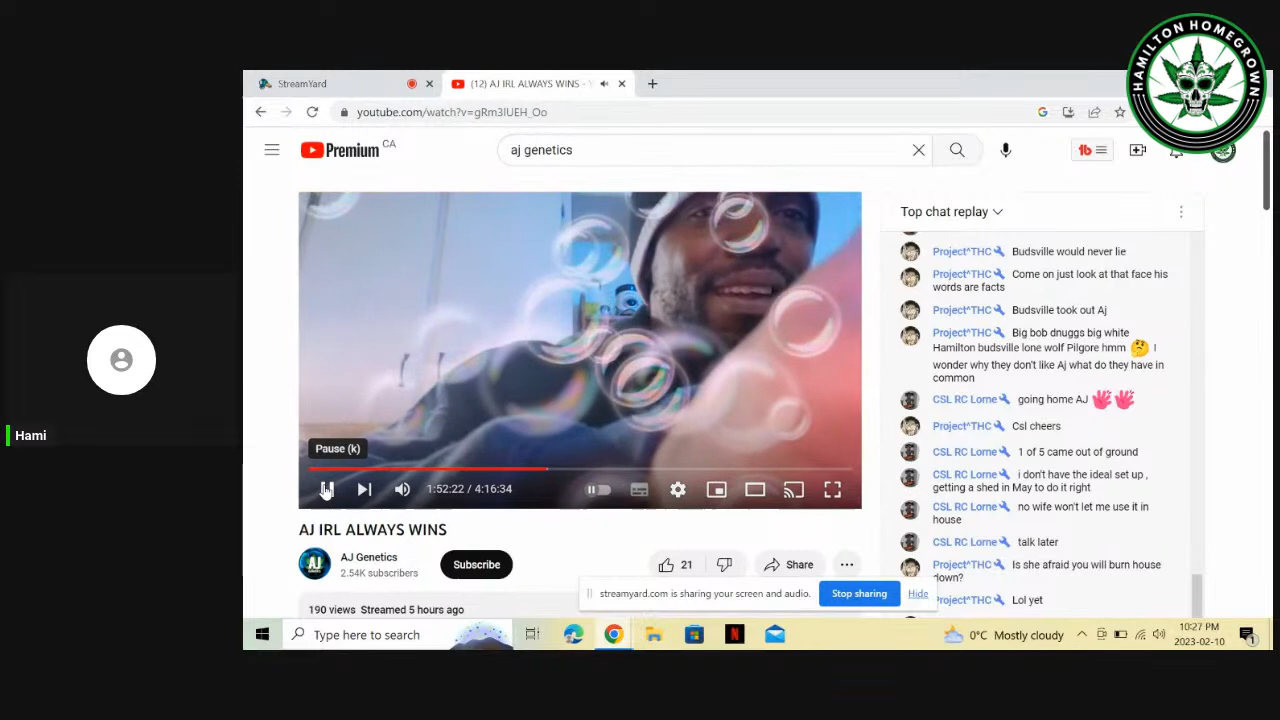 HAMILTON HOMEGROWN
StreamYard
(12) AJ IRL ALWAYS WINS -
youtube.com/watch?v=gRm3lUEH_Oo
Premium CA
aj genetics
Top chat replay
Project^THC Budsville would never lie
Project^THC Come on just look at that face his
words are facts
Project^THC Budsville took out Aj
Project^THC Big bob dnuggs big white
Hamilton budsville lone wolf Pilgore hmm 🤔 I
wonder why they don't like Aj what do they have in
common
CSL RC Lorne going home AJ
Project^THC Csl cheers
CSL RC Lorne 1 of 5 came out of ground
CSL RC Lorne i don't have the ideal set up ,
getting a shed in May to do it right
CSL RC Lorne no wife won't let me use it in
house
CSL RC Lorne talk later
Project^THC Is she afraid you will burn house
down?
Project^THC Lol yet
Pause (k)
1:52:22 / 4:16:34
AJ IRL ALWAYS WINS
AJ
AJ Genetics
2.54K subscribers
Subscribe
21
Share
190 views Streamed 5 hours ago
streamyard.com is sharing your screen and audio.
Stop sharing
Hide
Hami
Type here to search
N
0°C Mostly cloudy
10:27 PM
2023-02-10
1